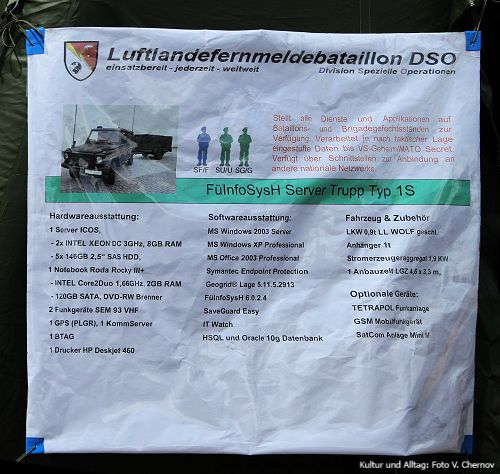 Luftlandefernmeldebataillon DSO
einsatzbereit - jederzeit - weltweit
Division Spezielle Operationen
Stellt alle Dienste und Applikationen auf
Bataillons- und Brigadegefechtsständen zur
Verfügung. Verarbeitet je nach taktischer Lage
eingestufte Daten bis VS-Geheim/NATO Secret.
Verfügt über Schnittstellen zur Anbindung an
andere nationale Netzwerke.
SF/F SU/U SG/G
FüInfoSysH Server Trupp Typ 1S
Hardwareausstattung:
1 Server ICOS,
- 2x INTEL XEON DC 3GHz, 8GB RAM
- 5x 146GB 2,5" SAS HDD,
1 Notebook Roda Rocky III+
- INTEL Core2Duo 1,66GHz, 2GB RAM
- 120GB SATA, DVD-RW Brenner
2 Funkgeräte SEM 93 VHF
1 GPS (PLGR), 1 KommServer
1 BTAG
1 Drucker HP Deskjet 460
Softwareausstattung:
MS Windows 2003 Server
MS Windows XP Professional
MS Office 2003 Professional
Symantec Endpoint Protection
Geogrid® Lage 5.11.5.2913
FüInfoSysH 6.0.2.4
SaveGuard Easy
IT Watch
HSQL und Oracle 10g Datenbank
Fahrzeug & Zubehör
LKW 0,9t LL WOLF geschl.
Anhänger 1t
Stromerzeugeraggregat 1,9 KW
1 Anbauzelt LGZ 4,6 x 3,3 m,
Optionale Geräte:
TETRAPOL Funkanlage
GSM Mobilfunkgerät
SatCom Anlage Mini M
Kultur und Alltag: Foto V. Chernov